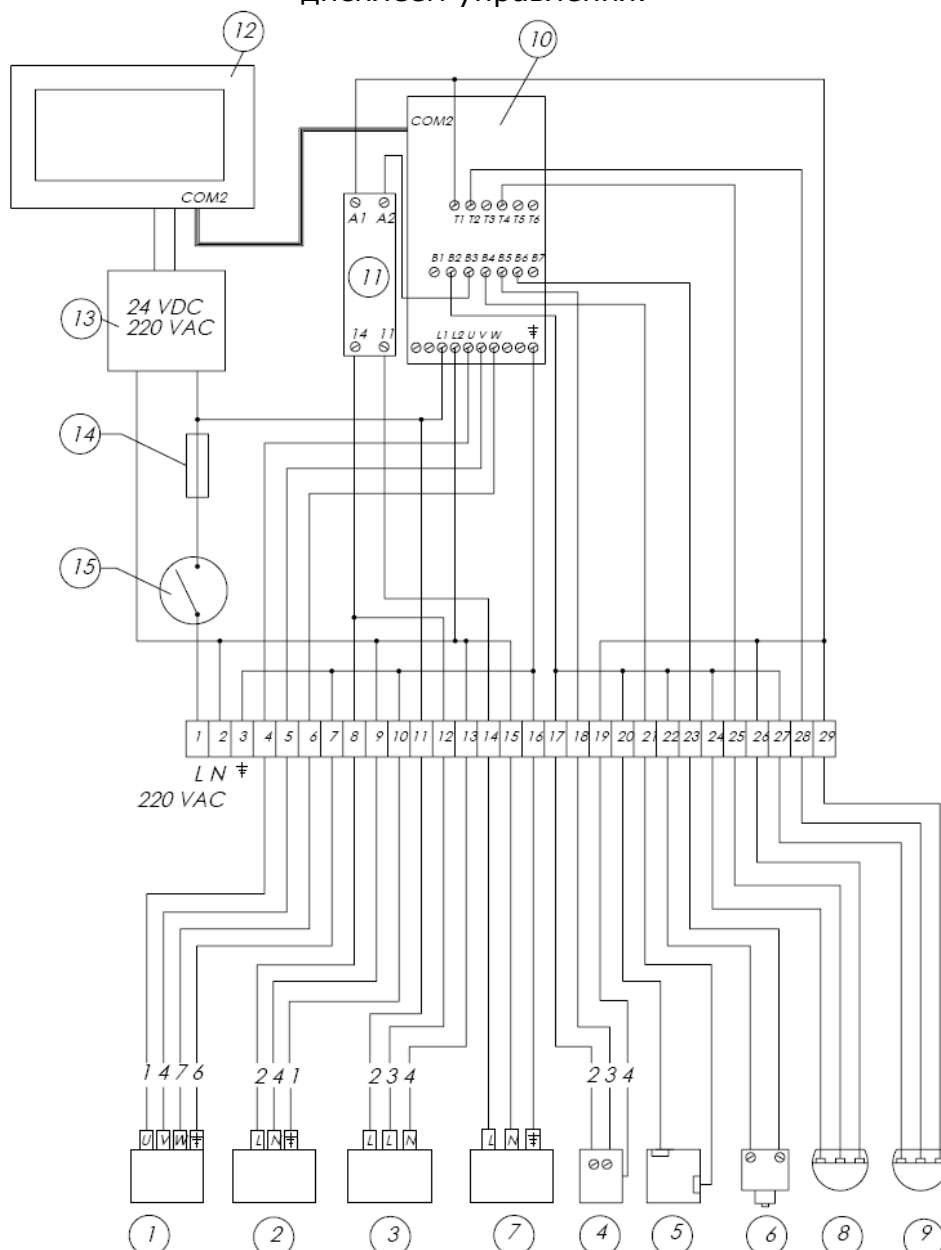 управления.
12
10
COM2
COM2
A1 A2
T1 T2 T3 T4 T5 T6
11
B1 B2 B3 B4 B5 B6 B7
13
24 VDC
220 VAC
14 11
L1 L2 U V W
14
15
1 2 3 4 5 6 7 8 9 10 11 12 13 14 15 16 17 18 19 20 21 22 23 24 25 26 27 28 29
L N
220 VAC
1 4 7 6 2 4 1 2 3 4 2 3 4
U V W L N L L N L N
1 2 3 7 4 5 6 8 9